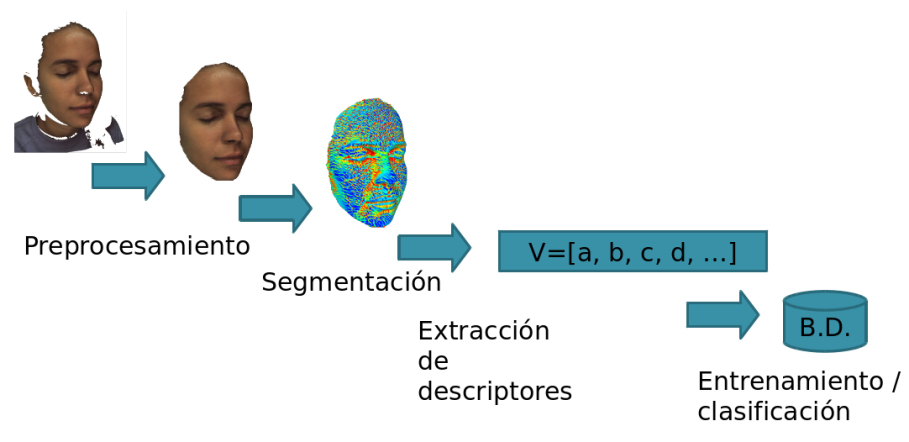 Preprocesamiento
Segmentación
V=[a, b, c, d, ...]
Extracción
de
descriptores
B.D.
Entrenamiento /
clasificación